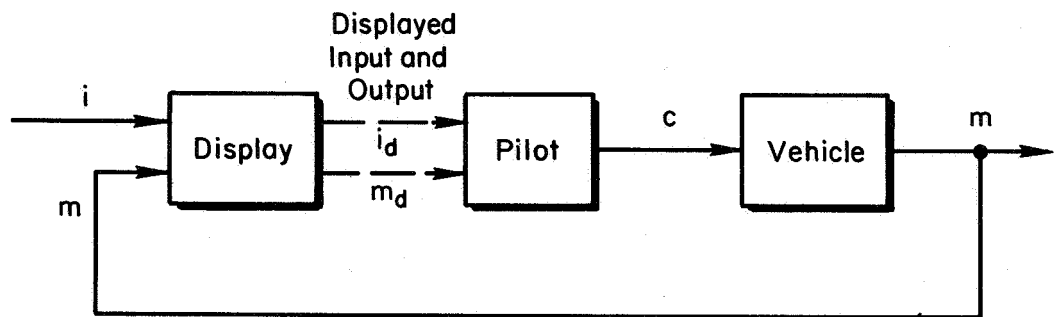 Displayed
Input and
Output
i
i_d
c
m
Display
Pilot
Vehicle
m
m_d